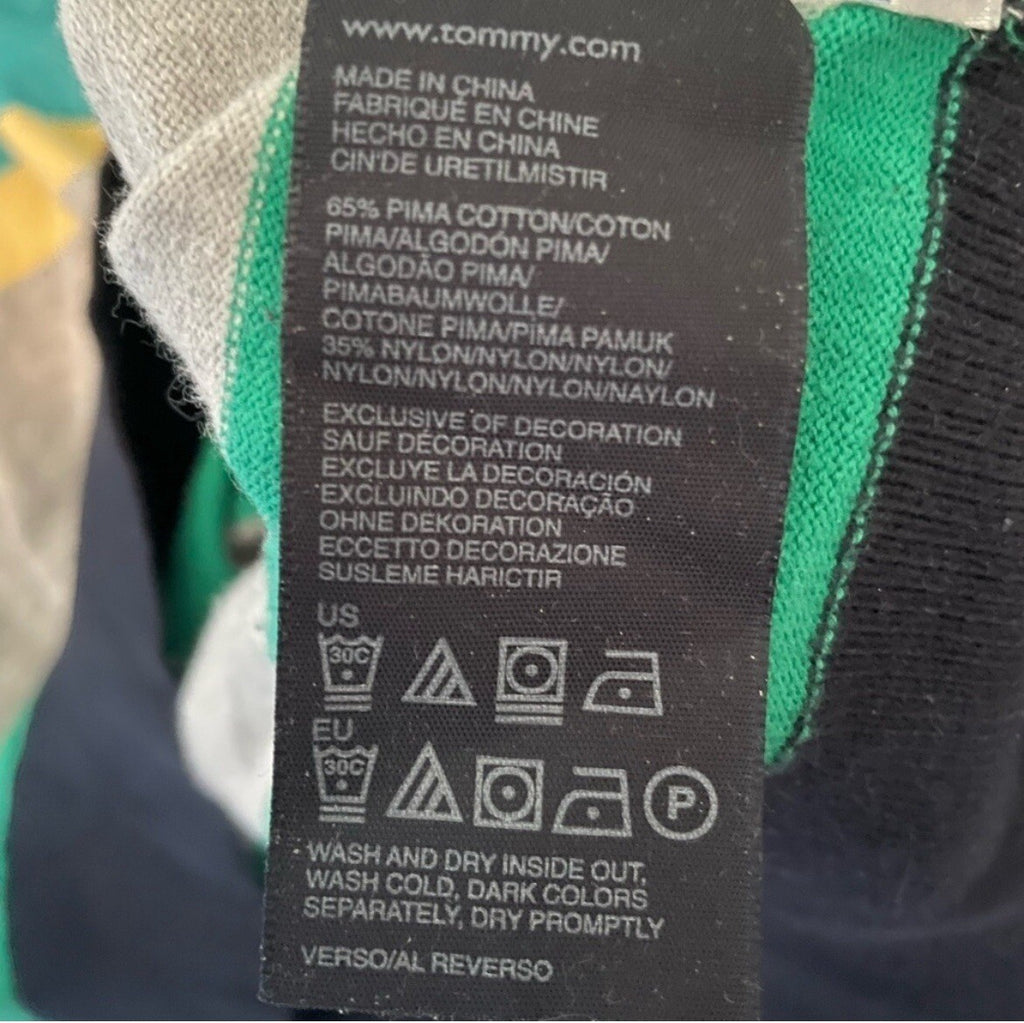 www.tommy.com
MADE IN CHINA
FABRIQUÉ EN CHINE
HECHO EN CHINA
CIN'DE URETILMISTIR
65% PIMA COTTON/COTON
PIMA/ALGODÓN PIMA/
ALGODÃO PIMA/
PIMABAUMWOLLE/
COTONE PIMA/PIMA PAMUK
35% NYLON/NYLON/NYLON/
NYLON/NYLON/NYLON/NAYLON
EXCLUSIVE OF DECORATION
SAUF DÉCORATION
EXCLUYE LA DECORACIÓN
EXCLUINDO DECORAÇÃO
OHNE DEKORATION
ECCETTO DECORAZIONE
SUSLEME HARICTIR
US
30C
EU
30C P
WASH AND DRY INSIDE OUT,
WASH COLD, DARK COLORS
SEPARATELY, DRY PROMPTLY
VERSO/AL REVERSO